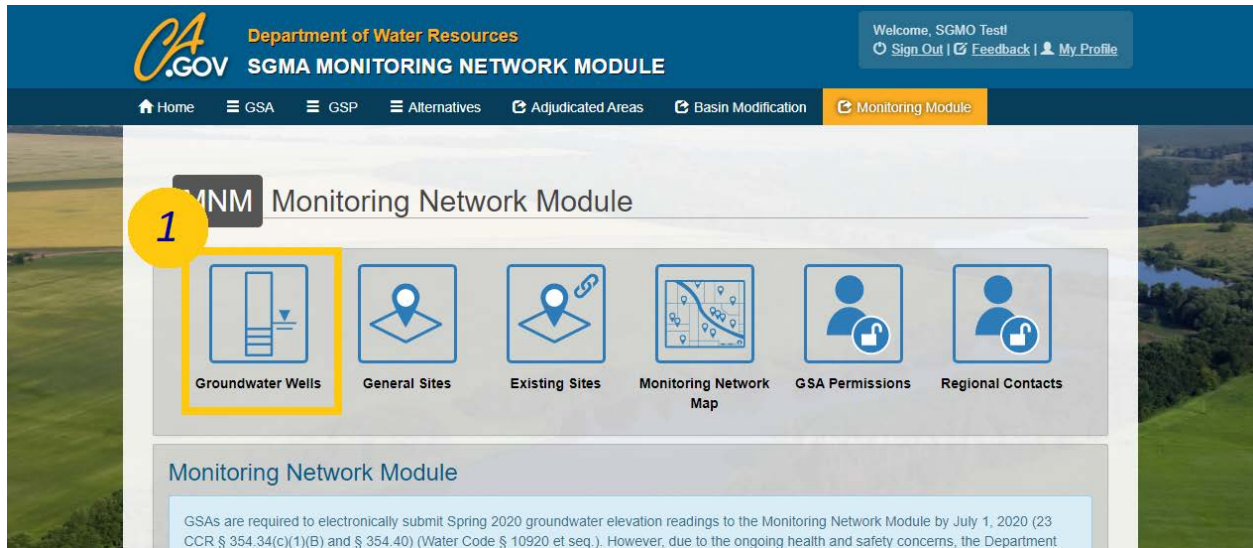 CA.GOV
Department of Water Resources
SGMA MONITORING NETWORK MODULE
Welcome, SGMO Test!
Sign Out | Feedback | My Profile
Home GSA GSP Alternatives Adjudicated Areas Basin Modification Monitoring Module
MNM Monitoring Network Module
1
Groundwater Wells General Sites Existing Sites Monitoring Network GSA Permissions Regional Contacts
Map
Monitoring Network Module
GSAs are required to electronically submit Spring 2020 groundwater elevation readings to the Monitoring Network Module by July 1, 2020 (23
CCR § 354.34(c)(1)(B) and § 354.40) (Water Code § 10920 et seq.). However, due to the ongoing health and safety concerns, the Department